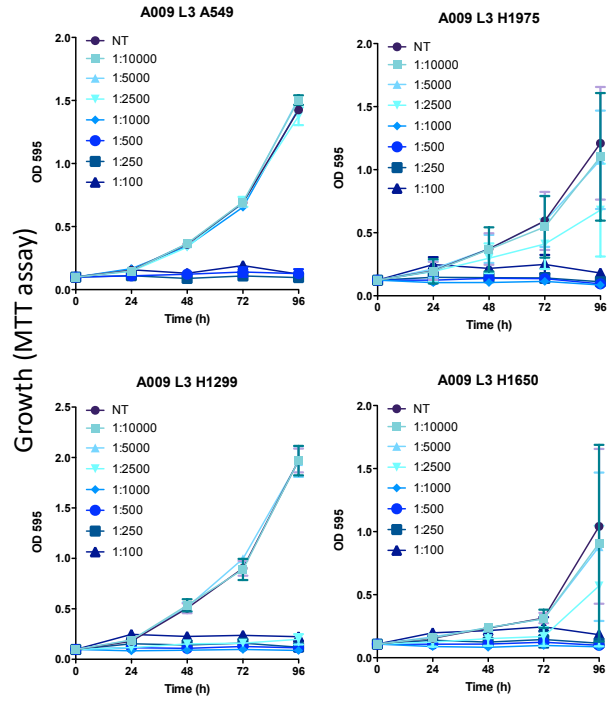 Growth (MTT assay)
A009 L3 A549
OD 595
2.0
1.5
1.0
0.5
0.0
NT
1:10000
1:5000
1:2500
1:1000
1:500
1:250
1:100
0 24 48 72 96
Time (h)
A009 L3 H1975
OD 595
2.0
1.5
1.0
0.5
0.0
NT
1:10000
1:5000
1:2500
1:1000
1:500
1:250
1:100
0 24 48 72 96
Time (h)
A009 L3 H1299
OD 595
2.5
2.0
1.5
1.0
0.5
0.0
NT
1:10000
1:5000
1:2500
1:1000
1:500
1:250
1:100
0 24 48 72 96
Time (h)
A009 L3 H1650
OD 595
2.0
1.5
1.0
0.5
0.0
NT
1:10000
1:5000
1:2500
1:1000
1:500
1:250
1:100
0 24 48 72 96
Time (h)